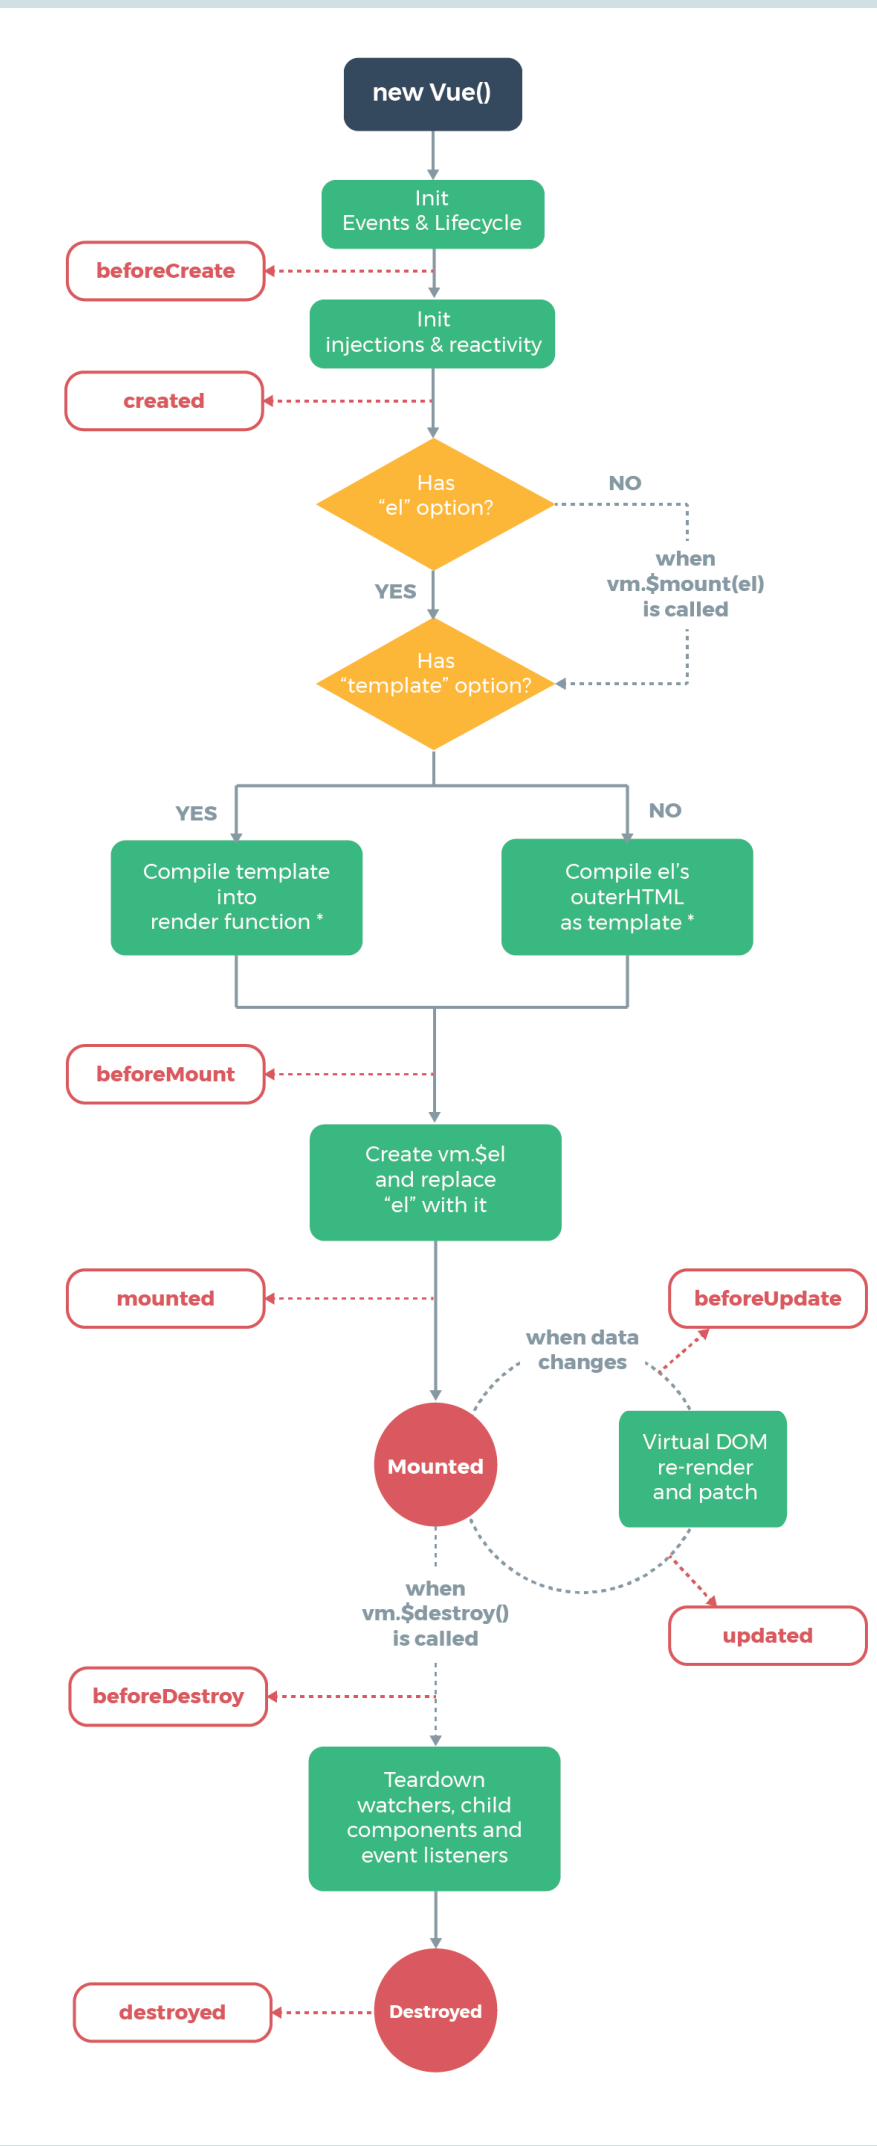 new Vue()
Init
Events & Lifecycle
beforeCreate
Init
injections & reactivity
created
Has
“el” option?
NO
when
vm.$mount(el)
is called
YES
Has
“template” option?
YES
NO
Compile template
into
render function *
Compile el’s
outerHTML
as template *
beforeMount
Create vm.$el
and replace
“el” with it
mounted
beforeUpdate
when data
changes
Mounted
Virtual DOM
re-render
and patch
when
vm.$destroy()
is called
updated
beforeDestroy
Teardown
watchers, child
components and
event listeners
destroyed
Destroyed